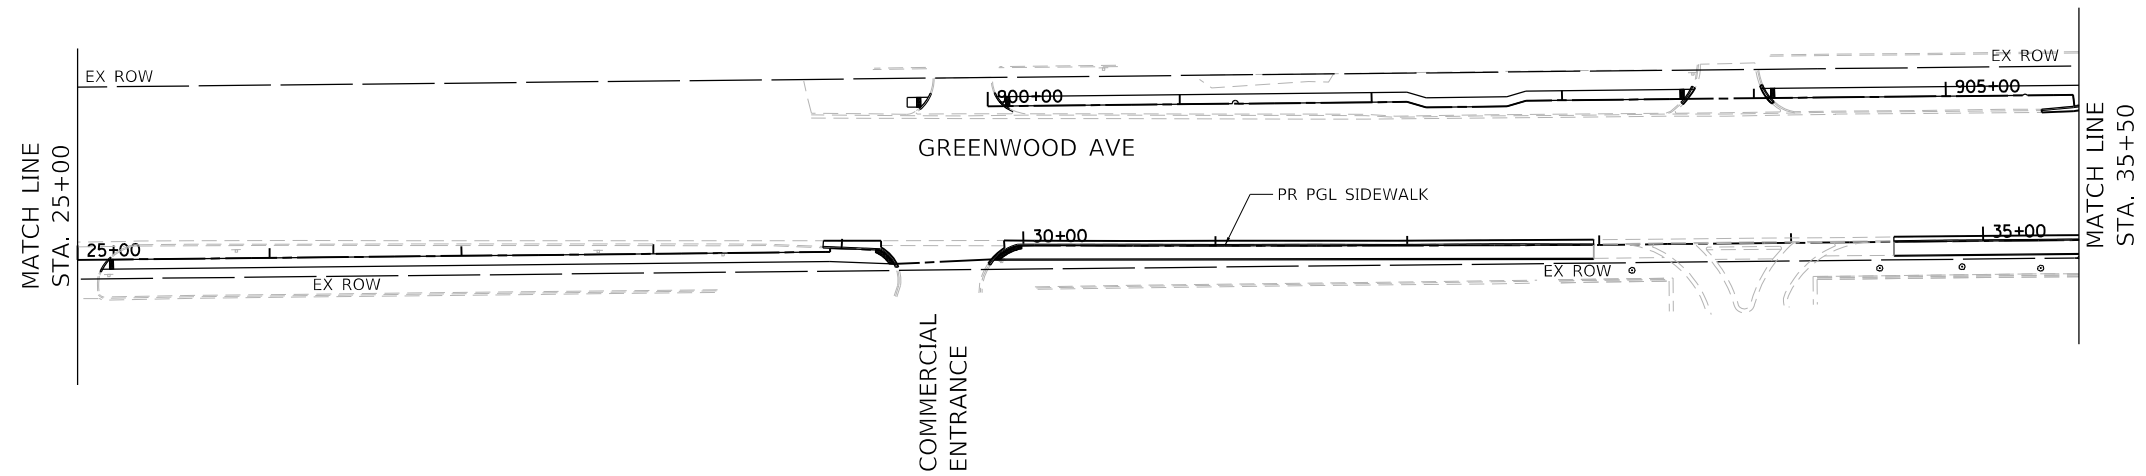 EX ROW
EX ROW
900+00
905+00
GREENWOOD AVE
MATCH LINE
STA. 25+00
MATCH LINE
STA. 35+50
PR PGL SIDEWALK
25+00
30+00
35+00
EX ROW
EX ROW
COMMERCIAL
ENTRANCE